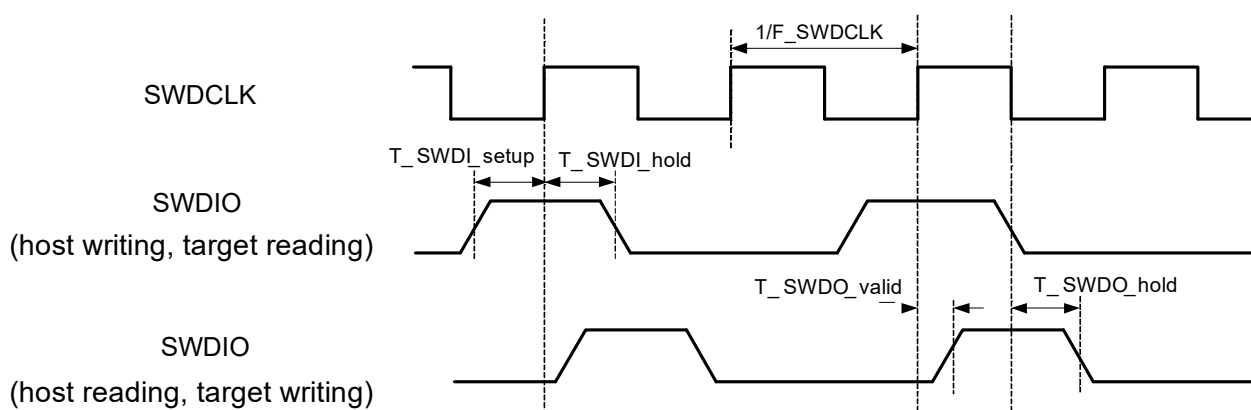 1/F_SWDCLK
SWDCLK
T_SWDI_setup
T_SWDI_hold
SWDIO
(host writing, target reading)
T_SWDO_valid
T_SWDO_hold
SWDIO
(host reading, target writing)